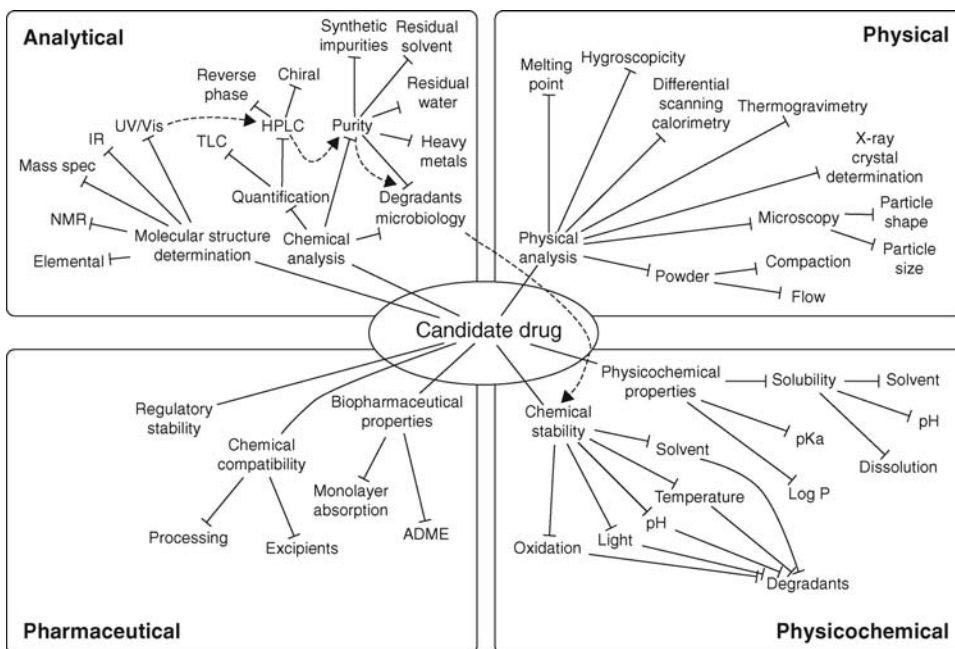 Analytical
Synthetic
impurities
Residual
solvent
Reverse
phase
Chiral
Residual
water
UV/Vis
HPLC
Purity
IR
TLC
Heavy
metals
Mass spec
Quantification
Degradants
microbiology
NMR
Molecular structure
determination
Chemical
analysis
Elemental
Physical
Melting
point
Hygroscopicity
Differential
scanning
calorimetry
Thermogravimetry
X-ray
crystal
determination
Microscopy
Particle
shape
Physical
analysis
Particle
size
Powder
Compaction
Flow
Candidate drug
Regulatory
stability
Biopharmaceutical
properties
Chemical
compatibility
Monolayer
absorption
Processing
Excipients
ADME
Pharmaceutical
Physicochemical
properties
Solubility
Solvent
Chemical
stability
pH
pKa
Solvent
Dissolution
Temperature
Log P
pH
Oxidation
Light
Degradants
Physicochemical